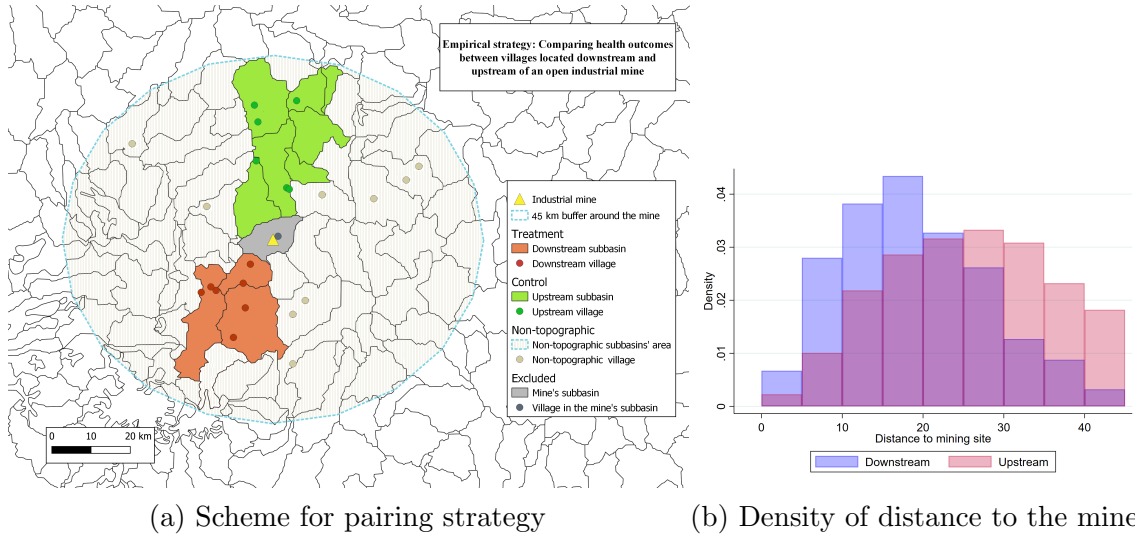 Empirical strategy: Comparing health outcomes
between villages located downstream and
upstream of an open industrial mine
Industrial mine
45 km buffer around the mine
Treatment
Downstream subbasin
Downstream village
Control
Upstream subbasin
Upstream village
Non-topographic
Non-topographic subbasins' area
Non-topographic village
Excluded
Mine's subbasin
Village in the mine's subbasin
0 10 20 km
(a) Scheme for pairing strategy
Density
.04
.03
.02
.01
0
0 10 20 30 40
Distance to mining site
Downstream Upstream
(b) Density of distance to the mine